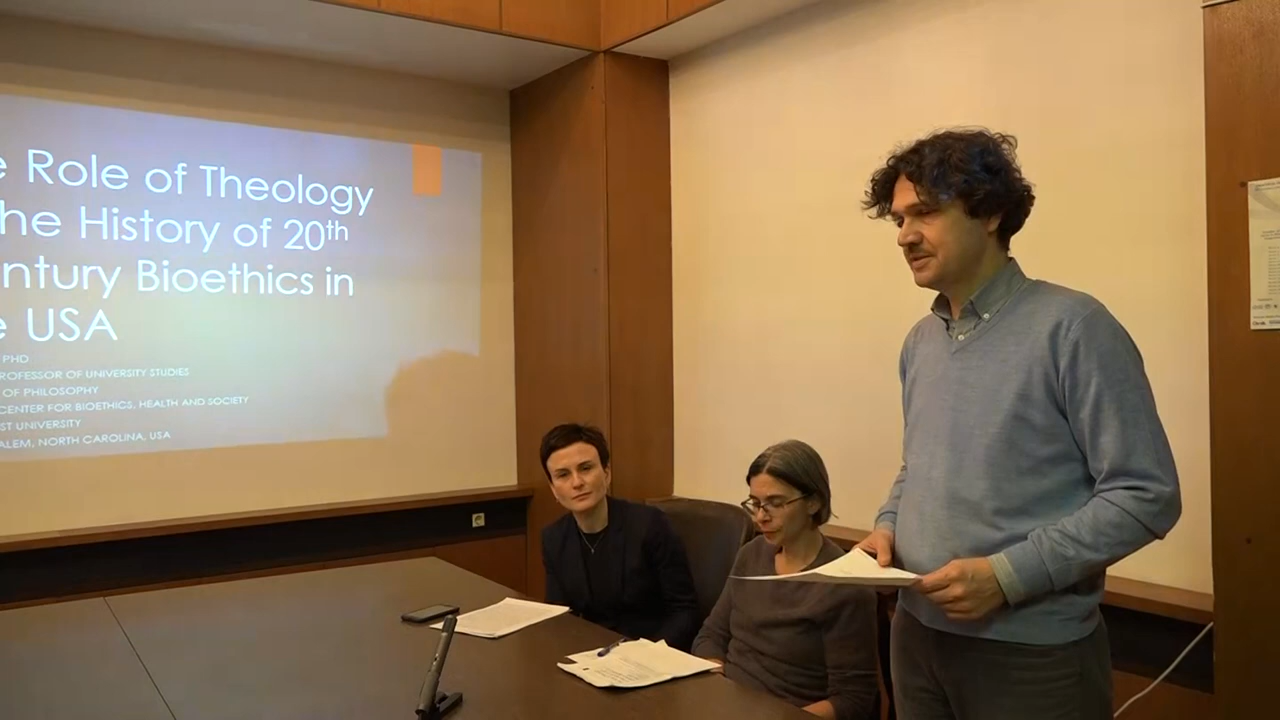 e Role of Theology
he History of 20th
ntury Bioethics in
e USA
PHD
ROFESSOR OF UNIVERSITY STUDIES
OF PHILOSOPHY
CENTER FOR BIOETHICS, HEALTH AND SOCIETY
ST UNIVERSITY
ALEM, NORTH CAROLINA, USA